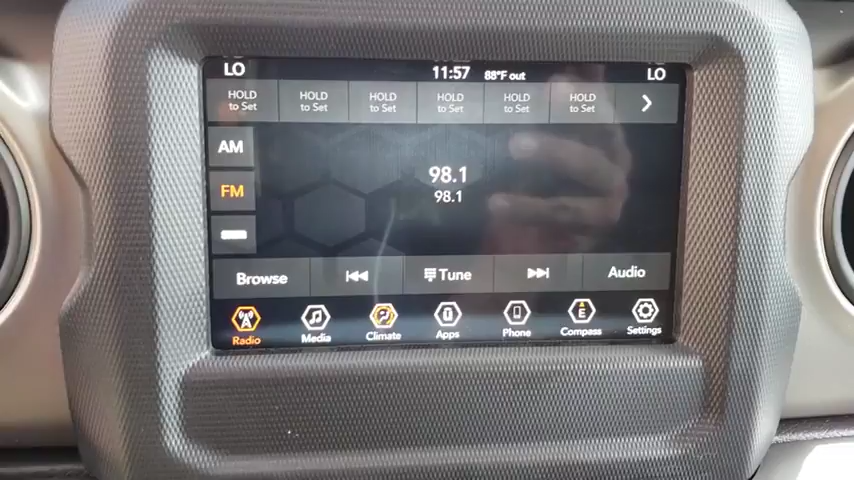 LO 11:57 88°F out LO
HOLD to Set HOLD to Set HOLD to Set HOLD to Set HOLD to Set HOLD to Set
AM
98.1
FM
98.1
Browse Tune Audio
E
Radio Media Climate Apps Phone Compass Settings